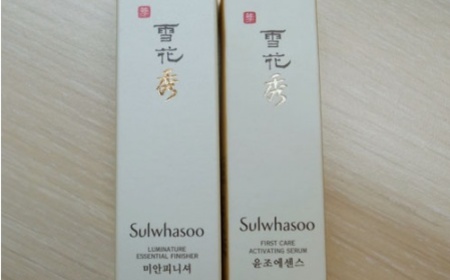 雪
花
秀
Sulwhasoo
LUMINATURE
ESSENTIAL FINISHER
미안피니셔
雪
花
秀
Sulwhasoo
FIRST CARE
ACTIVATING SERUM
윤조에센스